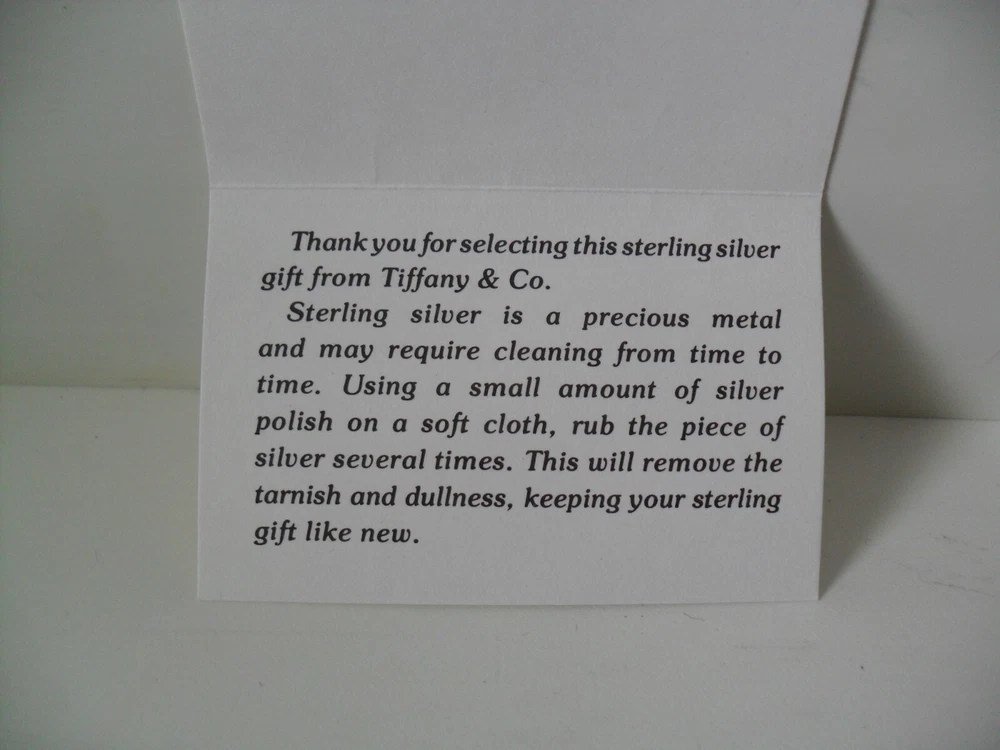 Thank you for selecting this sterling silver
gift from Tiffany & Co.
Sterling silver is a precious metal
and may require cleaning from time to
time. Using a small amount of silver
polish on a soft cloth, rub the piece of
silver several times. This will remove the
tarnish and dullness, keeping your sterling
gift like new.